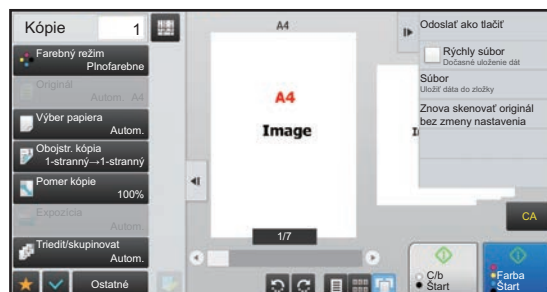 Kópie 1
Farebný režim
Plnofarebne
Originál
Autom. A4
Výber papiera
Autom.
Obojstr. kópia
1-stranný→1-stranný
Pomer kópie
100%
Expozícia
Autom.
Triediť/skupinovat
Autom.
Ostatné
A4
A4
Image
1/7
Odoslať ako tlačiť
Rýchly súbor
Dočasné uloženie dát
Súbor
Uložiť dáta do zložky
Znova skenovať originál
bez zmeny nastavenia
CA
C/b
Štart
Farba
Štart